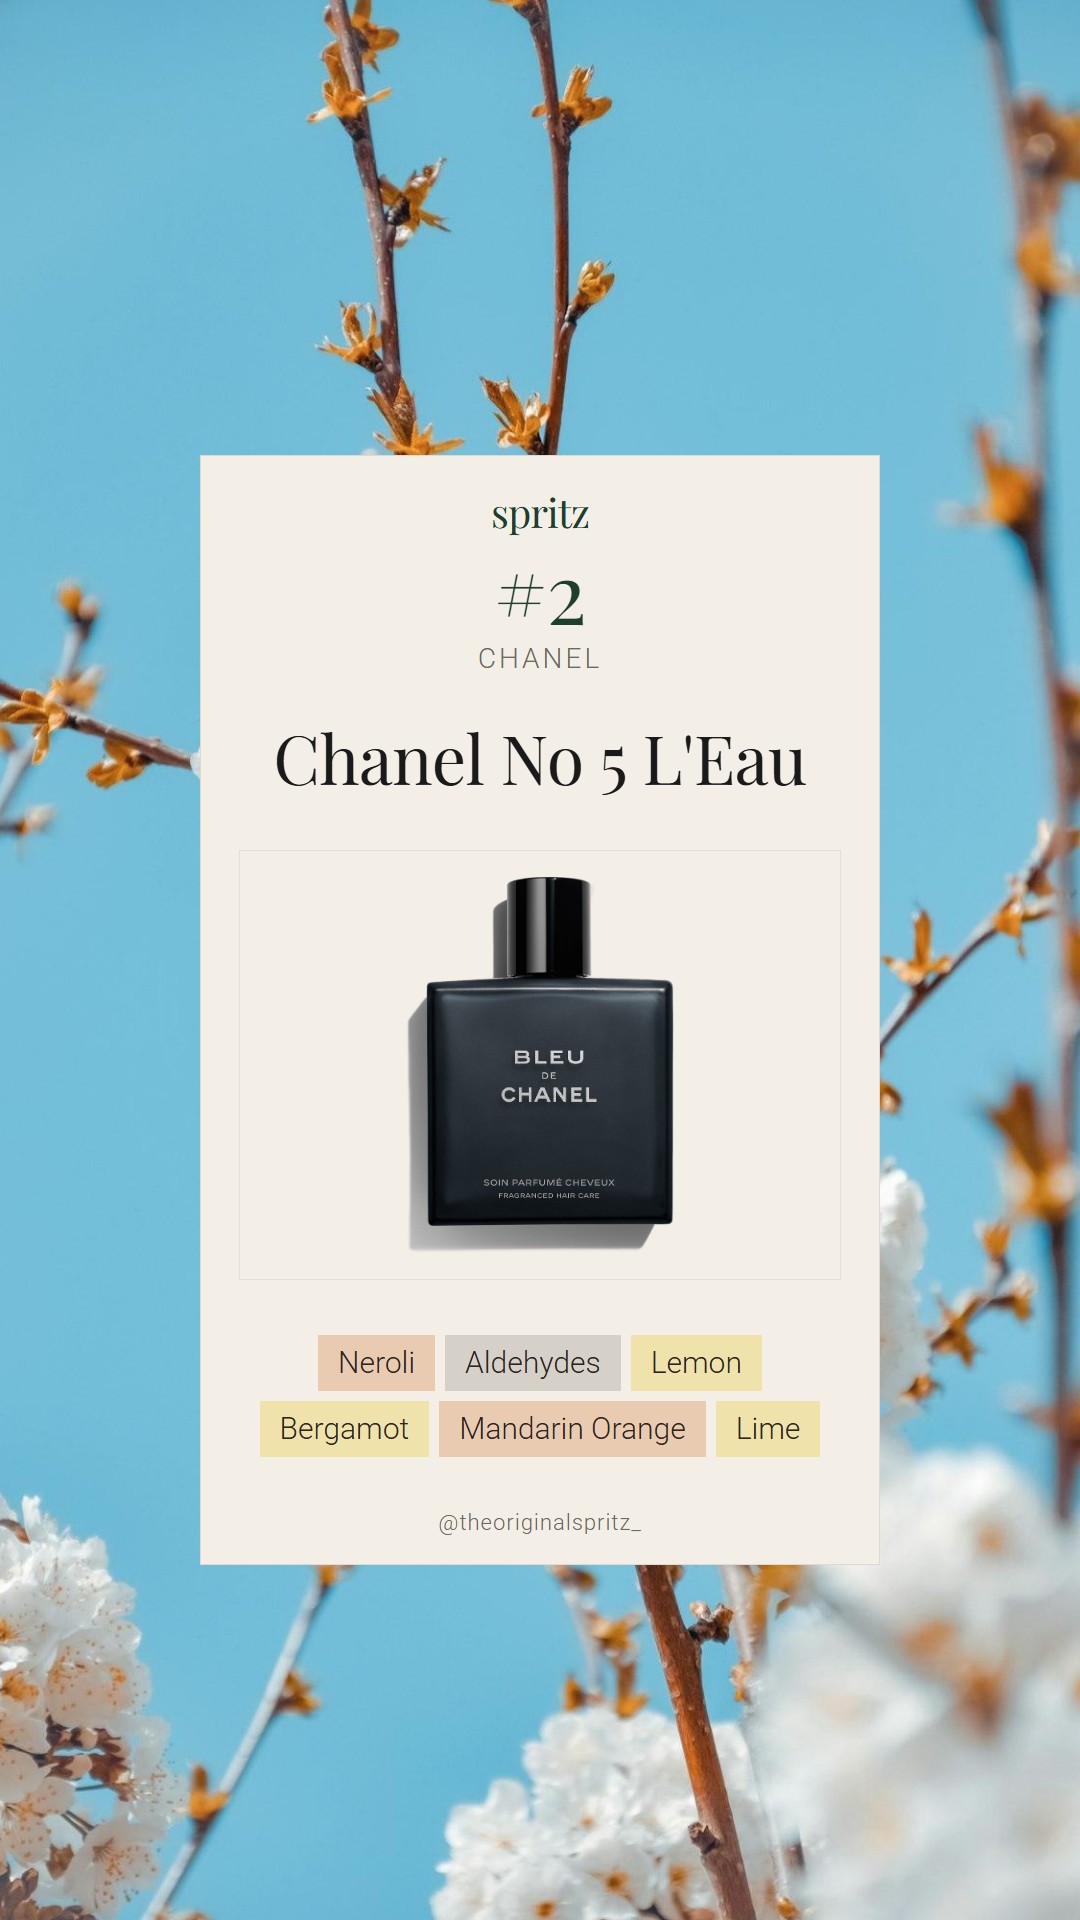 spritz
#2
CHANEL
Chanel No 5 L'Eau
BLEU
DE
CHANEL
SOIN PARFUMÉ CHEVEUX
FRAGRANCED HAIR CARE
Neroli Aldehydes Lemon
Bergamot Mandarin Orange Lime
@theoriginalspritz_